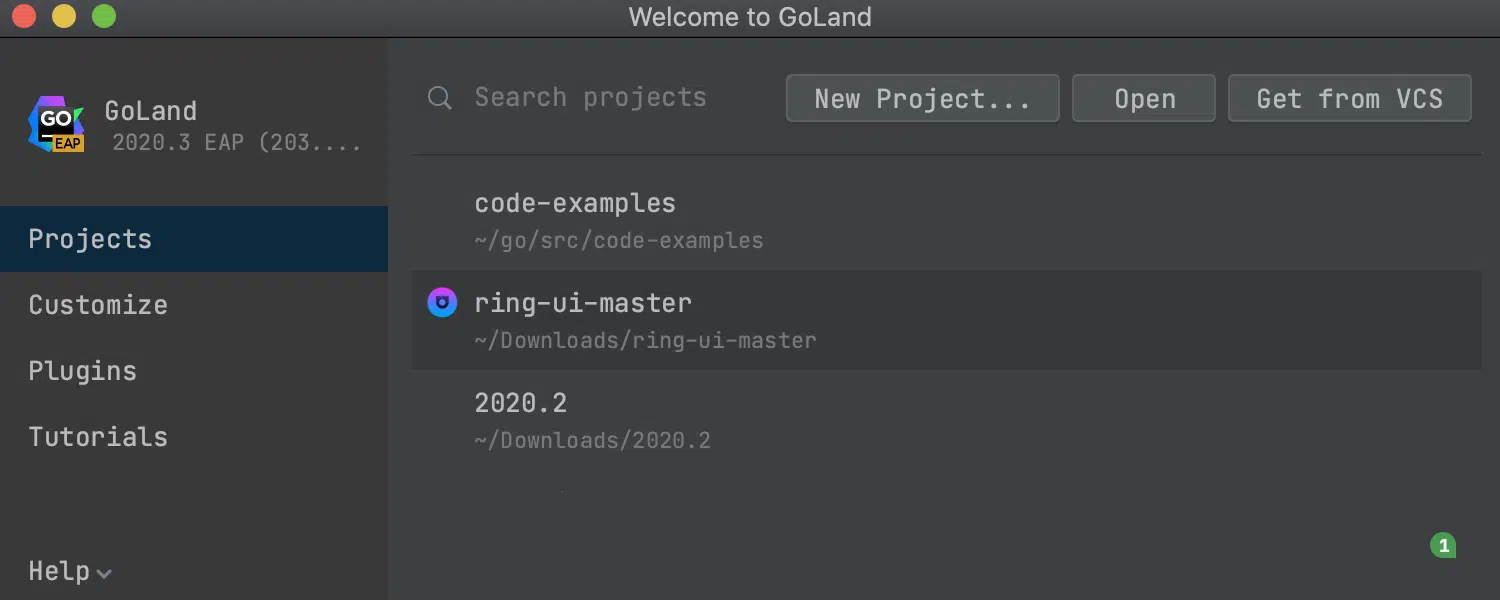 Welcome to GoLand
GO
EAP
GoLand
2020.3 EAP (203....
Projects
Customize
Plugins
Tutorials
Help
Search projects
New Project...
Open
Get from VCS
code-examples
~/go/src/code-examples
ring-ui-master
~/Downloads/ring-ui-master
2020.2
~/Downloads/2020.2
1